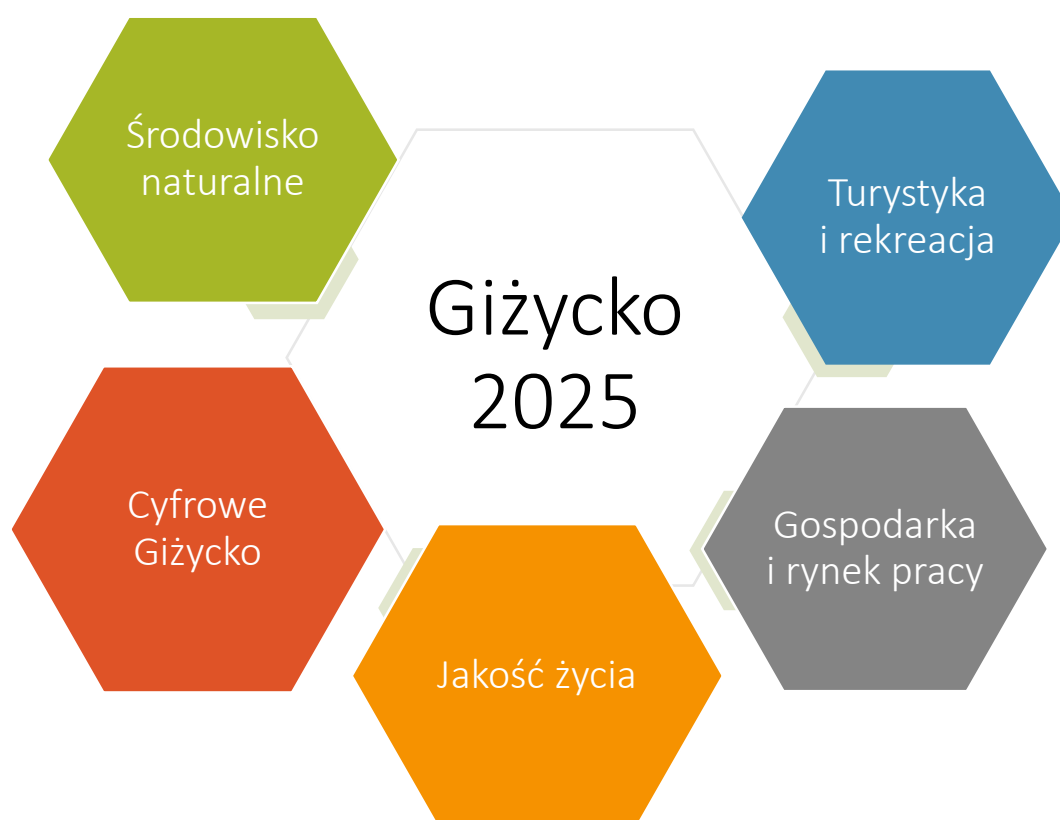 Środowisko
naturalne
Turystyka
i rekreacja
Giżycko
2025
Cyfrowe
Giżycko
Gospodarka
i rynek pracy
Jakość życia